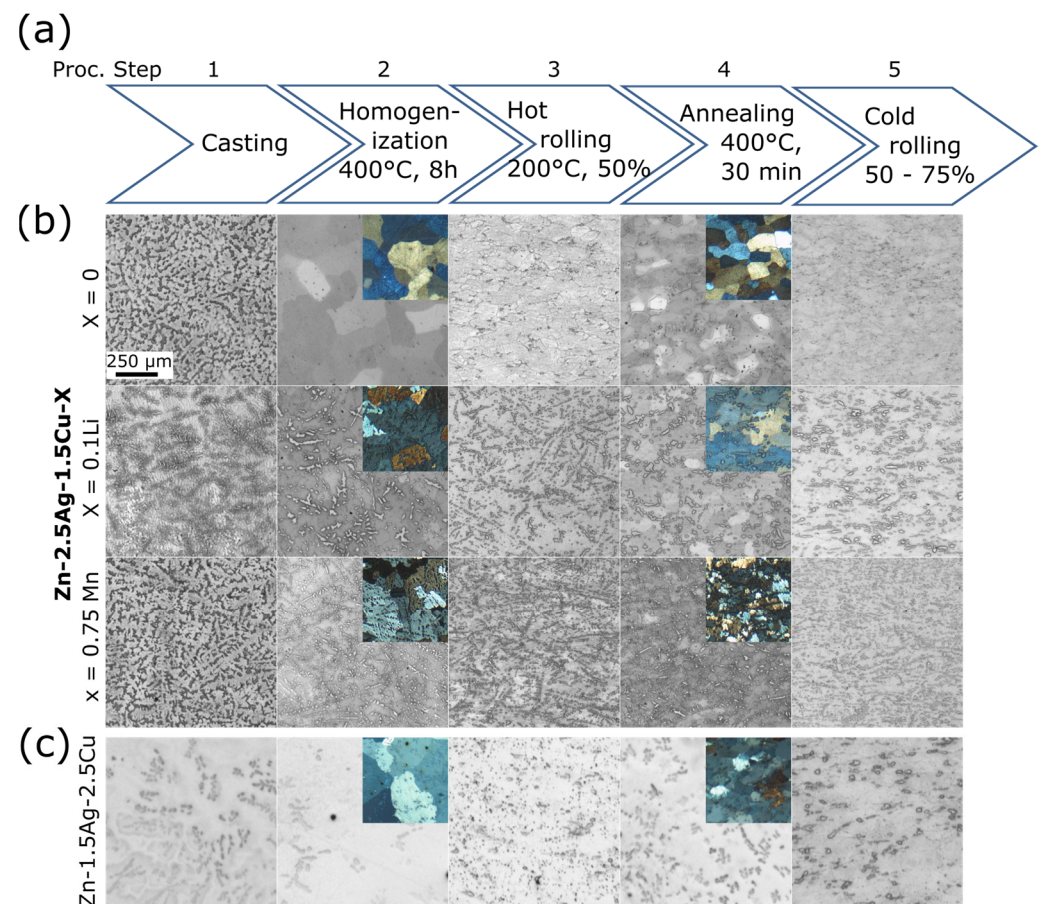 (a)
Proc. Step 1 2 3 4 5
Casting
Homogen-
ization
400°C, 8h
Hot
rolling
200°C, 50%
Annealing
400°C,
30 min
Cold
rolling
50 - 75%
(b)
Zn-2.5Ag-1.5Cu-X
X = 0
250 µm
X = 0.1Li
x = 0.75 Mn
(c)
Zn-1.5Ag-2.5Cu